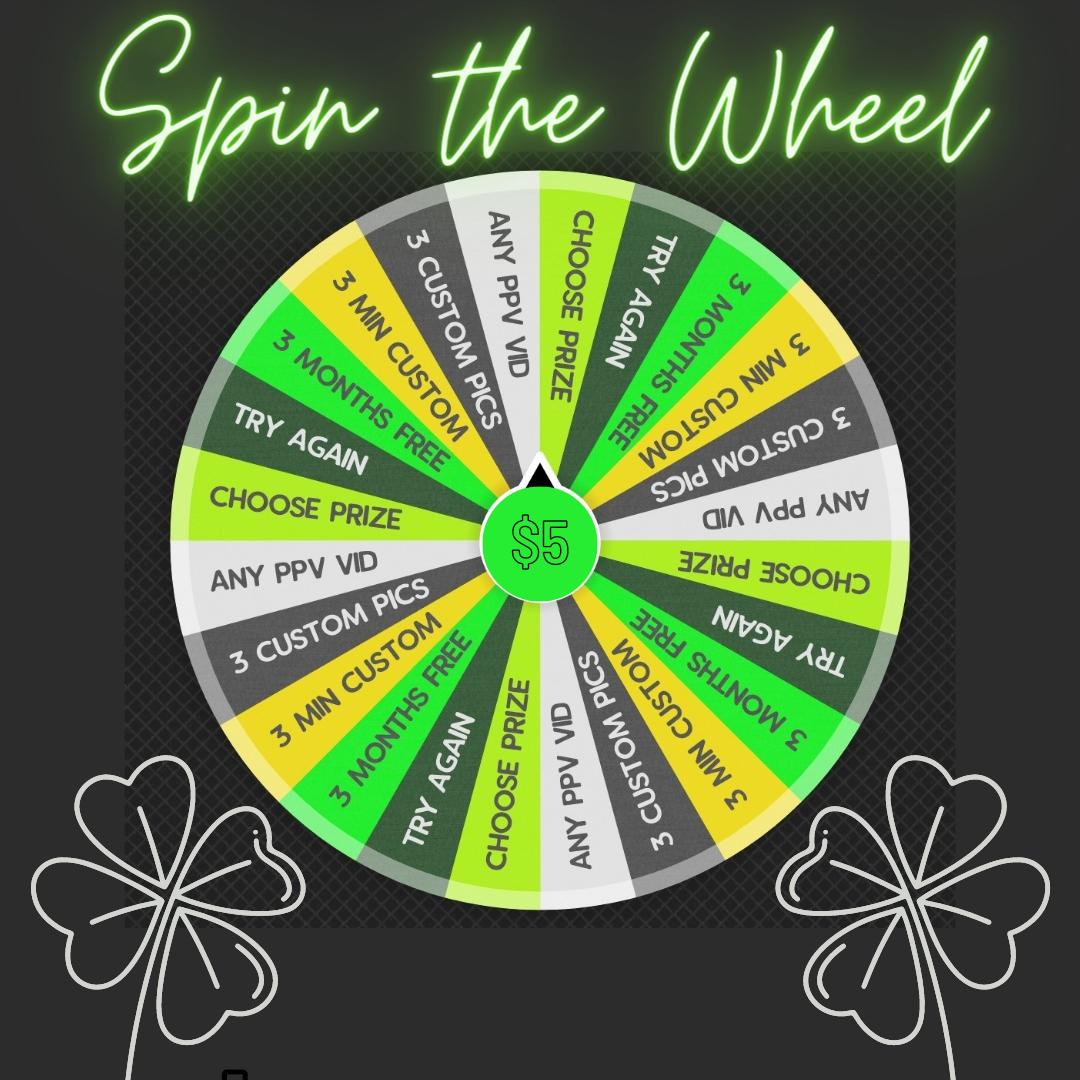 Spin the Wheel
CHOOSE PRIZE
TRY AGAIN
3 MONTHS FREE
3 MIN CUSTOM
3 CUSTOM PICS
ANY PPV VID
CHOOSE PRIZE
TRY AGAIN
3 MONTHS FREE
3 MIN CUSTOM
3 CUSTOM PICS
ANY PPV VID
CHOOSE PRIZE
TRY AGAIN
3 MONTHS FREE
3 MIN CUSTOM
3 CUSTOM PICS
ANY PPV VID
CHOOSE PRIZE
TRY AGAIN
3 MONTHS FREE
3 MIN CUSTOM
3 CUSTOM PICS
ANY PPV VID
$5